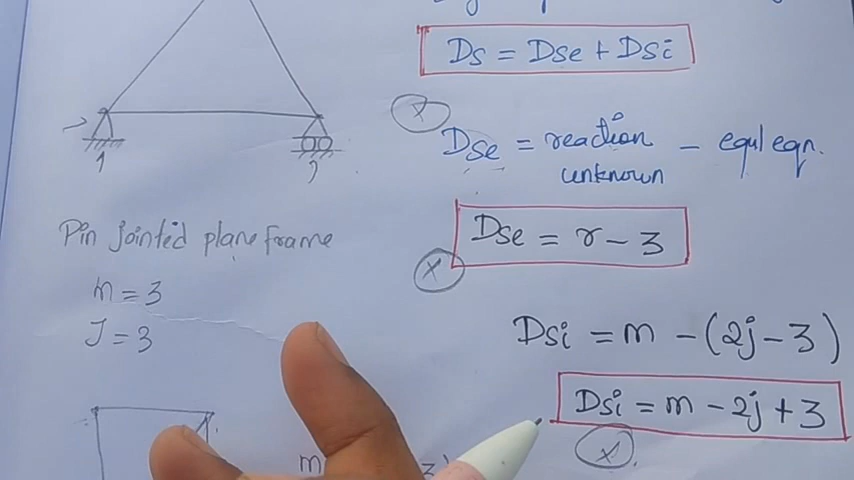 Ds = Dse + Dsi
x
Dse = reaction - equl eqn.
unknown
1
Pin jointed plane frame
Dse = r - 3
x
m = 3
J = 3
Dsi = m - (2j - 3)
Dsi = m - 2j + 3
x
m